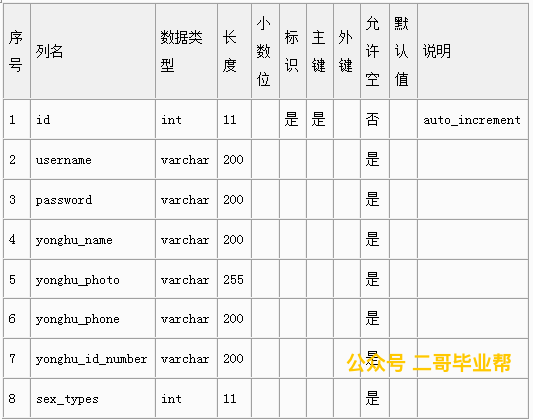 序号 列名 数据类型 长度 小数位 标识 主键 外键 允许空 默认值 说明
1 id int 11 是 是 否 auto_increment
2 username varchar 200 是
3 password varchar 200 是
4 yonghu_name varchar 200 是
5 yonghu_photo varchar 255 是
6 yonghu_phone varchar 200 是
7 yonghu_id_number varchar 200 是
公众号 二哥毕业帮
8 sex_types int 11 是